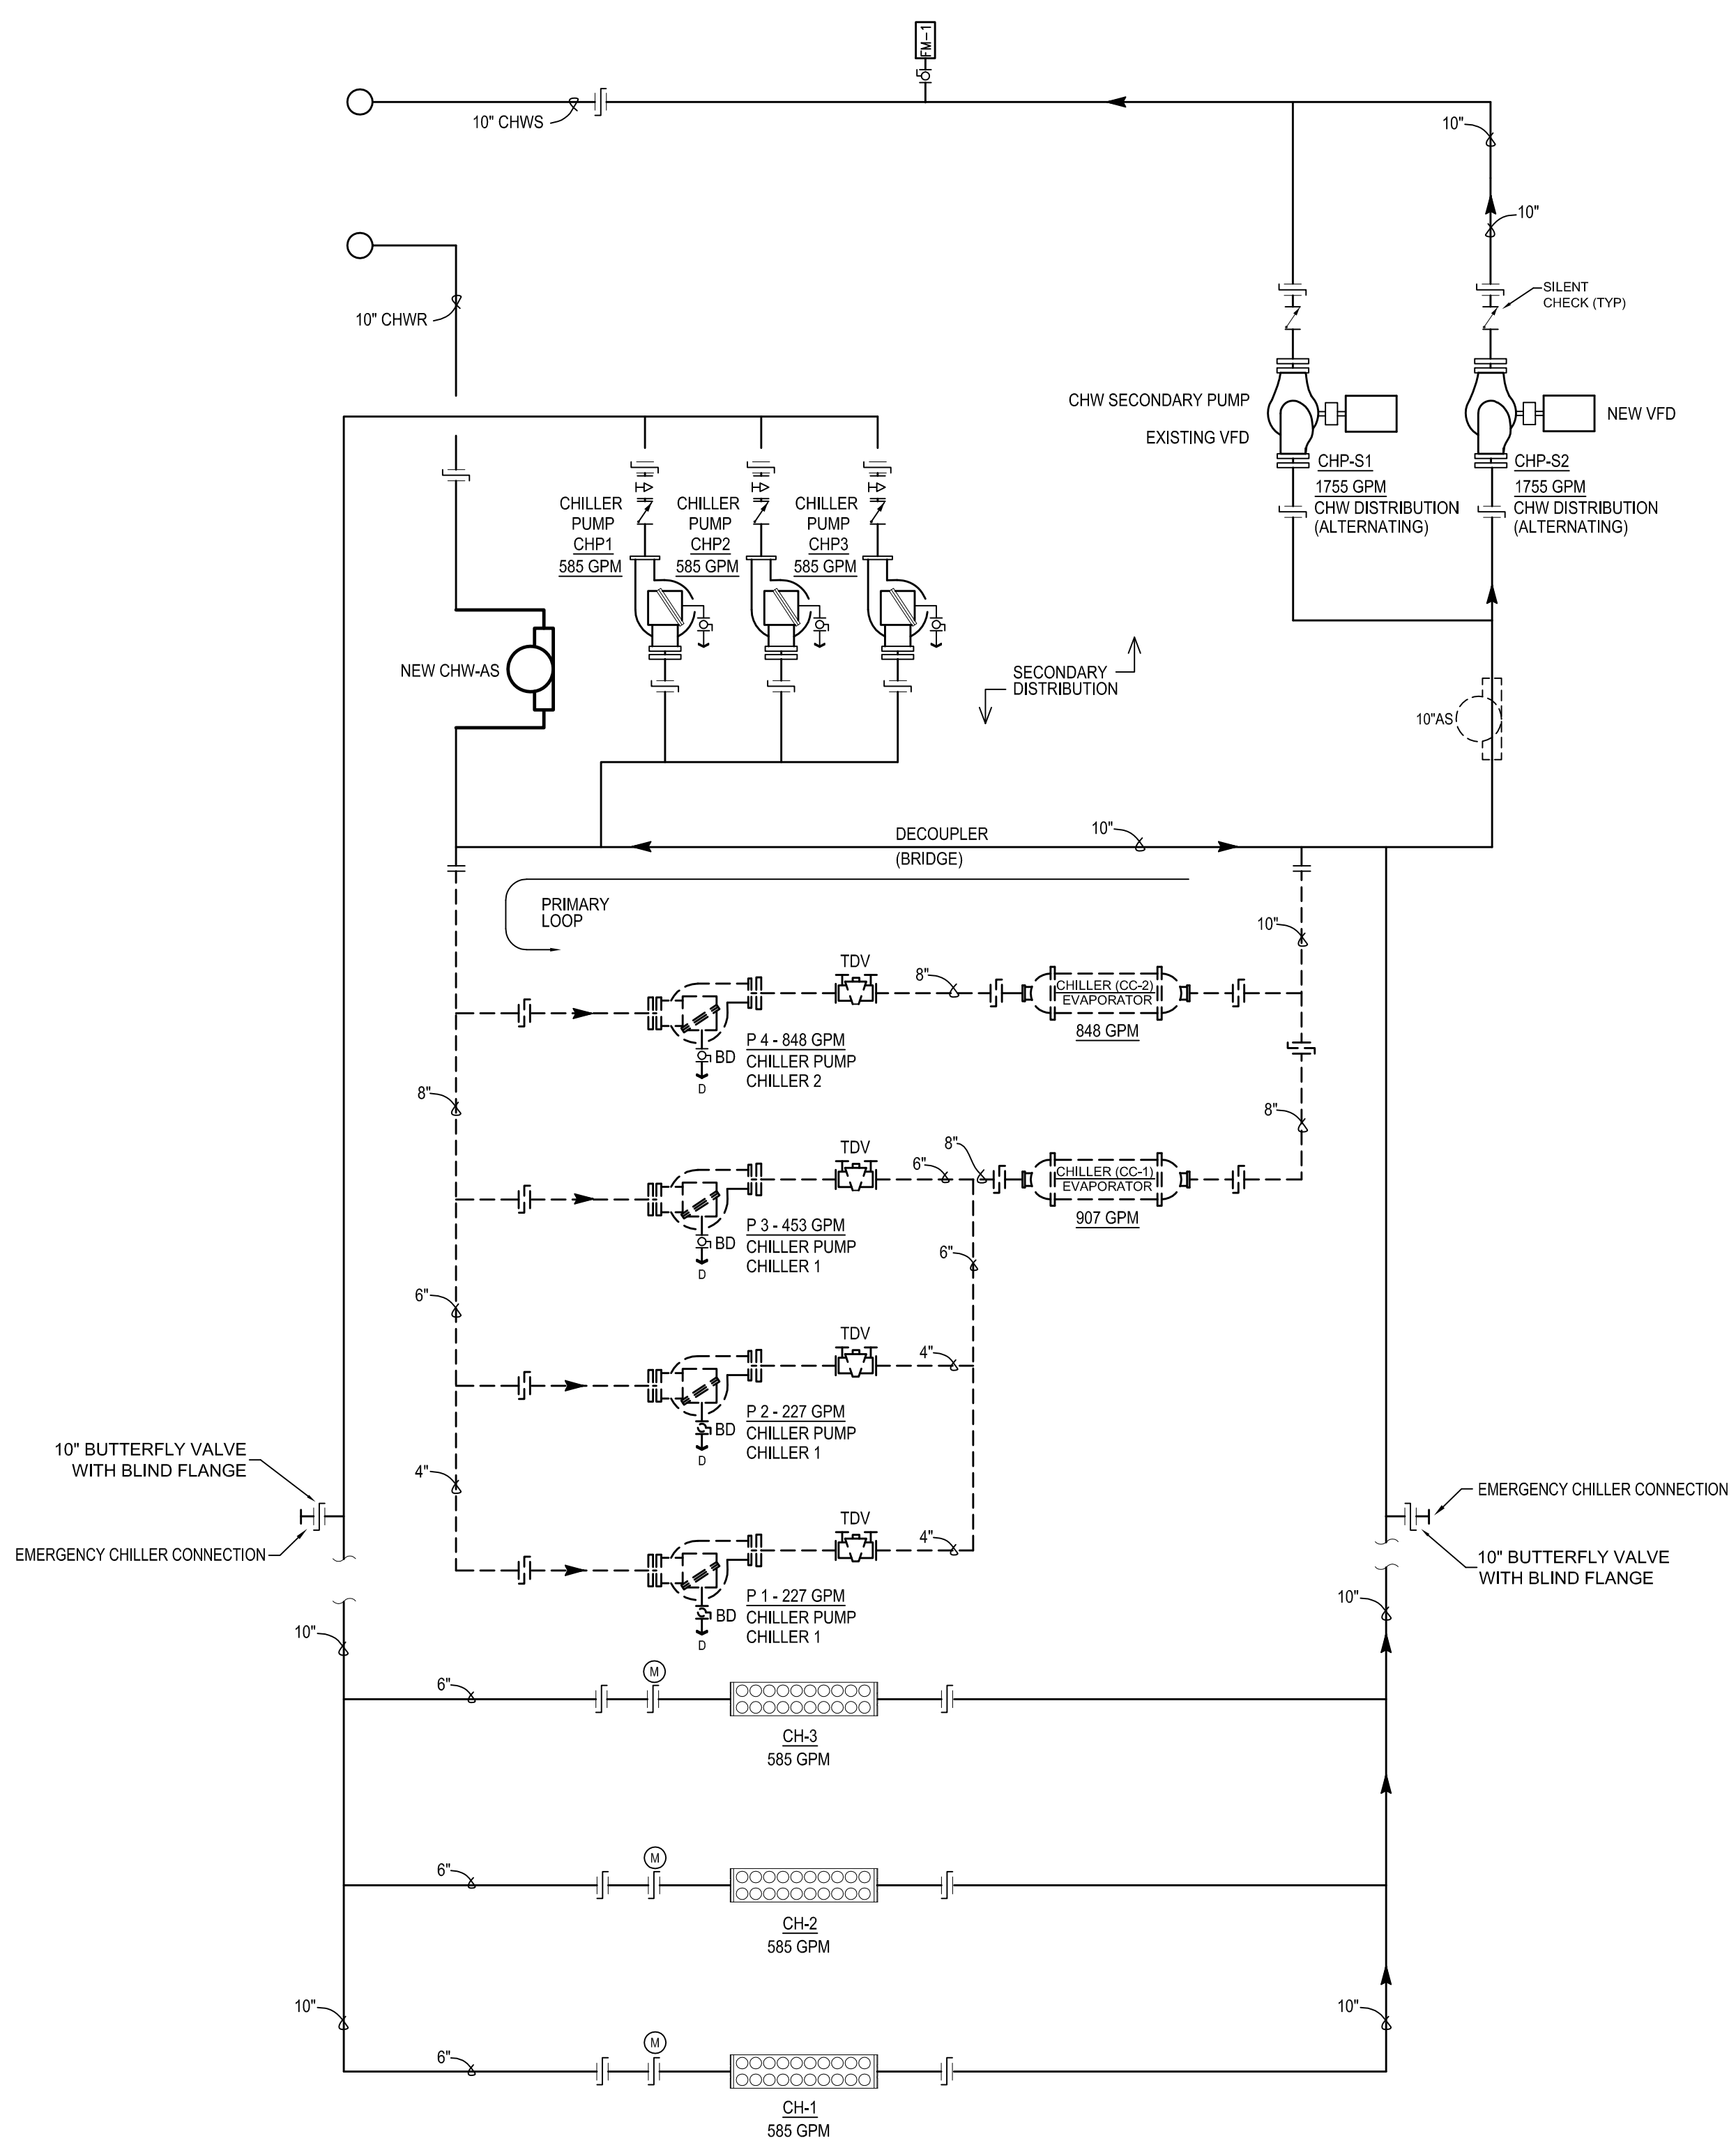 FM-1
10" CHWS
10"
10"
10" CHWR
SILENT
CHECK (TYP)
CHW SECONDARY PUMP
EXISTING VFD
NEW VFD
CHP-S1
1755 GPM
CHW DISTRIBUTION
(ALTERNATING)
CHP-S2
1755 GPM
CHW DISTRIBUTION
(ALTERNATING)
CHILLER
PUMP
CHP1
585 GPM
CHILLER
PUMP
CHP2
585 GPM
CHILLER
PUMP
CHP3
585 GPM
NEW CHW-AS
SECONDARY
DISTRIBUTION
10"AS
DECOUPLER
(BRIDGE)
10"
PRIMARY
LOOP
10"
TDV
8"
CHILLER (CC-2)
EVAPORATOR
848 GPM
P 4 - 848 GPM
CHILLER PUMP
CHILLER 2
BD
D
8"
8"
TDV
6"
8"
CHILLER (CC-1)
EVAPORATOR
907 GPM
P 3 - 453 GPM
CHILLER PUMP
CHILLER 1
BD
D
6"
6"
TDV
4"
P 2 - 227 GPM
CHILLER PUMP
CHILLER 1
BD
D
4"
10" BUTTERFLY VALVE
WITH BLIND FLANGE
EMERGENCY CHILLER CONNECTION
EMERGENCY CHILLER CONNECTION
10" BUTTERFLY VALVE
WITH BLIND FLANGE
TDV
4"
P 1 - 227 GPM
CHILLER PUMP
CHILLER 1
BD
D
10"
10"
6"
M
CH-3
585 GPM
6"
M
CH-2
585 GPM
10"
10"
6"
M
CH-1
585 GPM